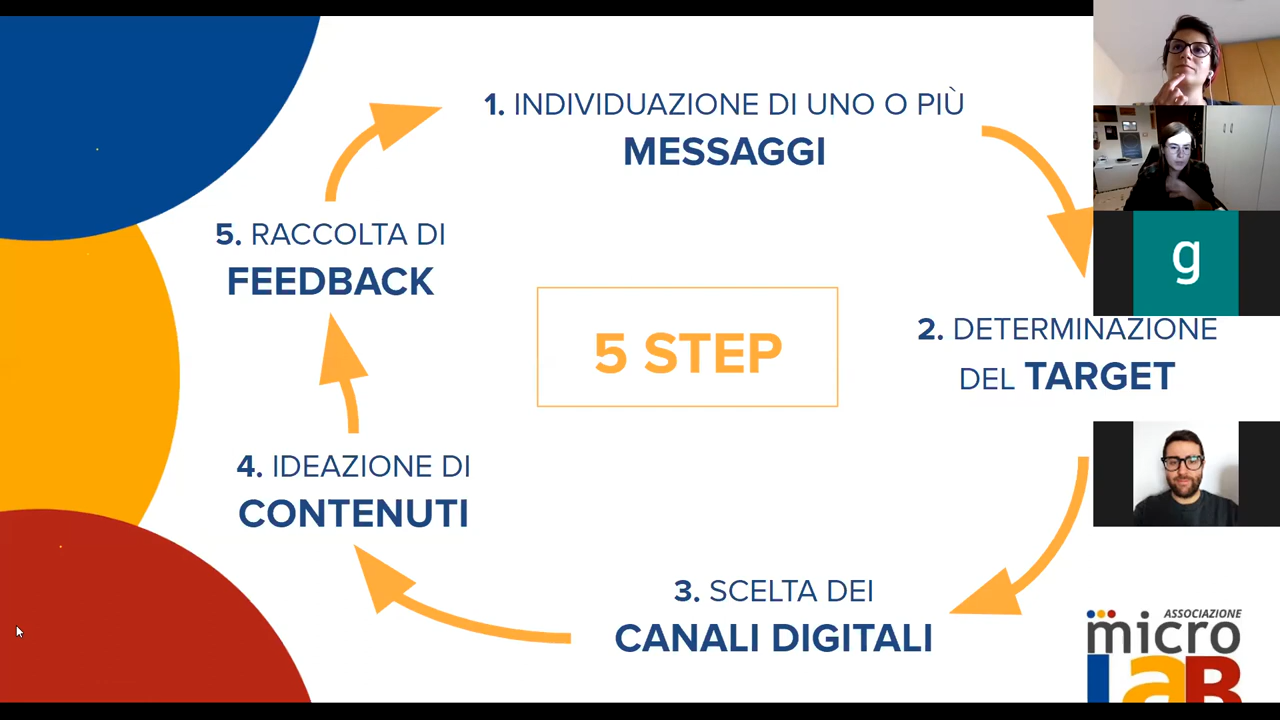 1. INDIVIDUAZIONE DI UNO O PIÙ
MESSAGGI
2. DETERMINAZIONE
DEL TARGET
3. SCELTA DEI
CANALI DIGITALI
4. IDEAZIONE DI
CONTENUTI
5. RACCOLTA DI
FEEDBACK
5 STEP
g
ASSOCIAZIONE
micro
LaB